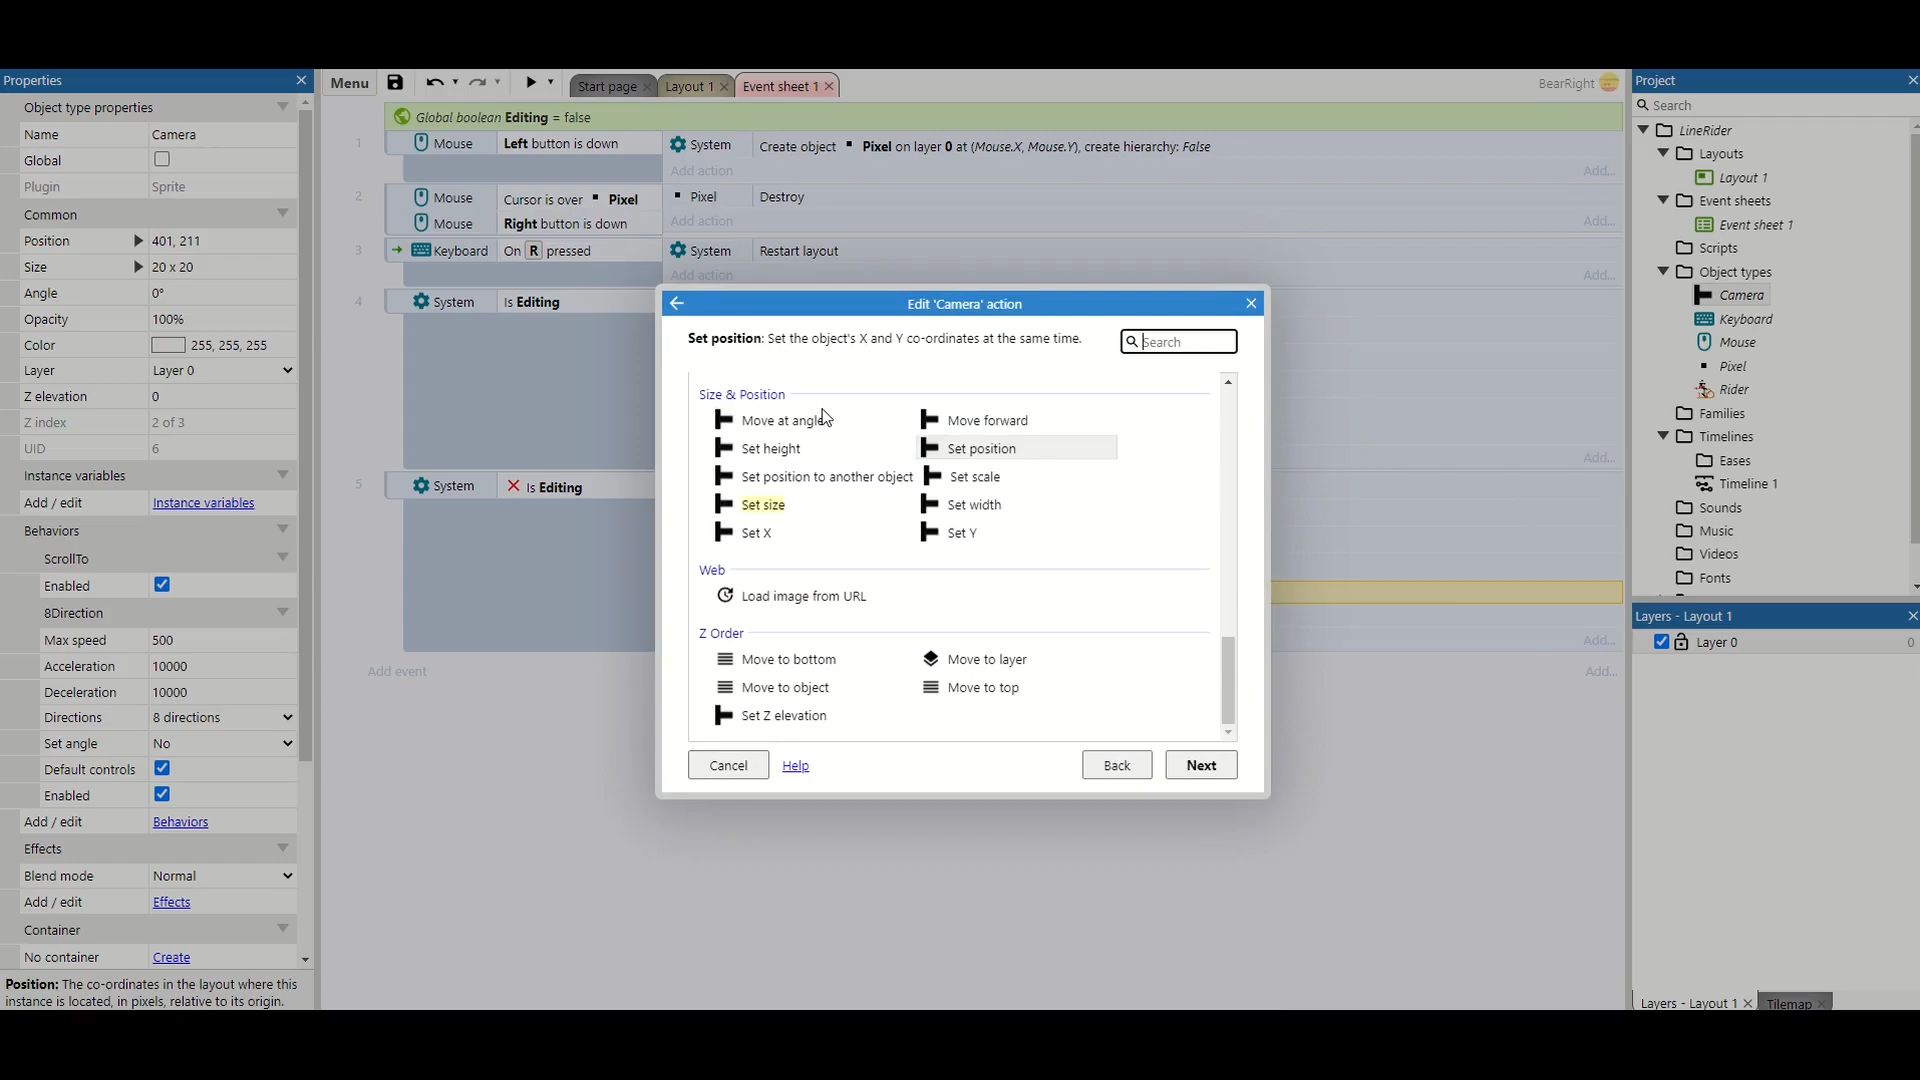 Properties
Object type properties
Name Camera
Global
Plugin Sprite
Common
Position 401, 211
Size 20 x 20
Angle 0°
Opacity 100%
Color 255, 255, 255
Layer Layer 0
Z elevation 0
Z index 2 of 3
UID 6
Instance variables
Add / edit Instance variables
Behaviors
ScrollTo
Enabled
8Direction
Max speed 500
Acceleration 10000
Deceleration 10000
Directions 8 directions
Set angle No
Default controls
Enabled
Add / edit Behaviors
Effects
Blend mode Normal
Add / edit Effects
Container
No container Create
Position: The co-ordinates in the layout where this
instance is located, in pixels, relative to its origin.
Menu
Start page
Layout 1
Event sheet 1
BearRight
Global boolean Editing = false
1 Mouse Left button is down System Create object Pixel on layer 0 at (Mouse.X, Mouse.Y), create hierarchy: False
Add action Add...
2 Mouse Cursor is over Pixel Pixel Destroy
Mouse Right button is down Add action Add...
3 Keyboard On R pressed System Restart layout
Add action Add...
4 System Is Editing
Add...
5 System Is Editing
Add...
Add event Add...
Edit 'Camera' action
Set position: Set the object's X and Y co-ordinates at the same time.
Search
Size & Position
Move at angle Move forward
Set height Set position
Set position to another object Set scale
Set size Set width
Set X Set Y
Web
Load image from URL
Z Order
Move to bottom Move to layer
Move to object Move to top
Set Z elevation
Cancel Help Back Next
Project
Search
LineRider
Layouts
Layout 1
Event sheets
Event sheet 1
Scripts
Object types
Camera
Keyboard
Mouse
Pixel
Rider
Families
Timelines
Eases
Timeline 1
Sounds
Music
Videos
Fonts
Layers - Layout 1
Layer 0 0
Layers - Layout 1 Tilemap